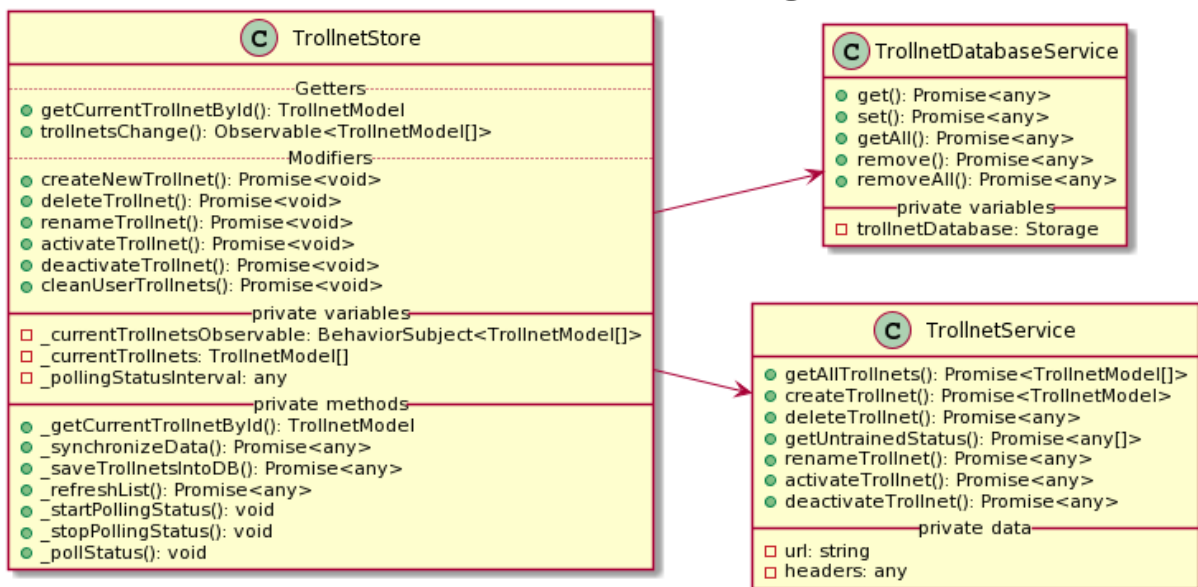 C TrollnetStore
Getters
getCurrentTrollnetById(): TrollnetModel
trollnetsChange(): Observable<TrollnetModel[]>
Modifiers
createNewTrollnet(): Promise<void>
deleteTrollnet(): Promise<void>
renameTrollnet(): Promise<void>
activateTrollnet(): Promise<void>
deactivateTrollnet(): Promise<void>
cleanUserTrollnets(): Promise<void>
private variables
_currentTrollnetsObservable: BehaviorSubject<TrollnetModel[]>
_currentTrollnets: TrollnetModel[]
_pollingStatusInterval: any
private methods
_getCurrentTrollnetById(): TrollnetModel
_synchronizeData(): Promise<any>
_saveTrollnetsIntoDB(): Promise<any>
_refreshList(): Promise<any>
_startPollingStatus(): void
_stopPollingStatus(): void
_pollStatus(): void
C TrollnetDatabaseService
get(): Promise<any>
set(): Promise<any>
getAll(): Promise<any>
remove(): Promise<any>
removeAll(): Promise<any>
private variables
trollnetDatabase: Storage
C TrollnetService
getAllTrollnets(): Promise<TrollnetModel[]>
createTrollnet(): Promise<TrollnetModel>
deleteTrollnet(): Promise<any>
getUntrainedStatus(): Promise<any[]>
renameTrollnet(): Promise<any>
activateTrollnet(): Promise<any>
deactivateTrollnet(): Promise<any>
private data
url: string
headers: any